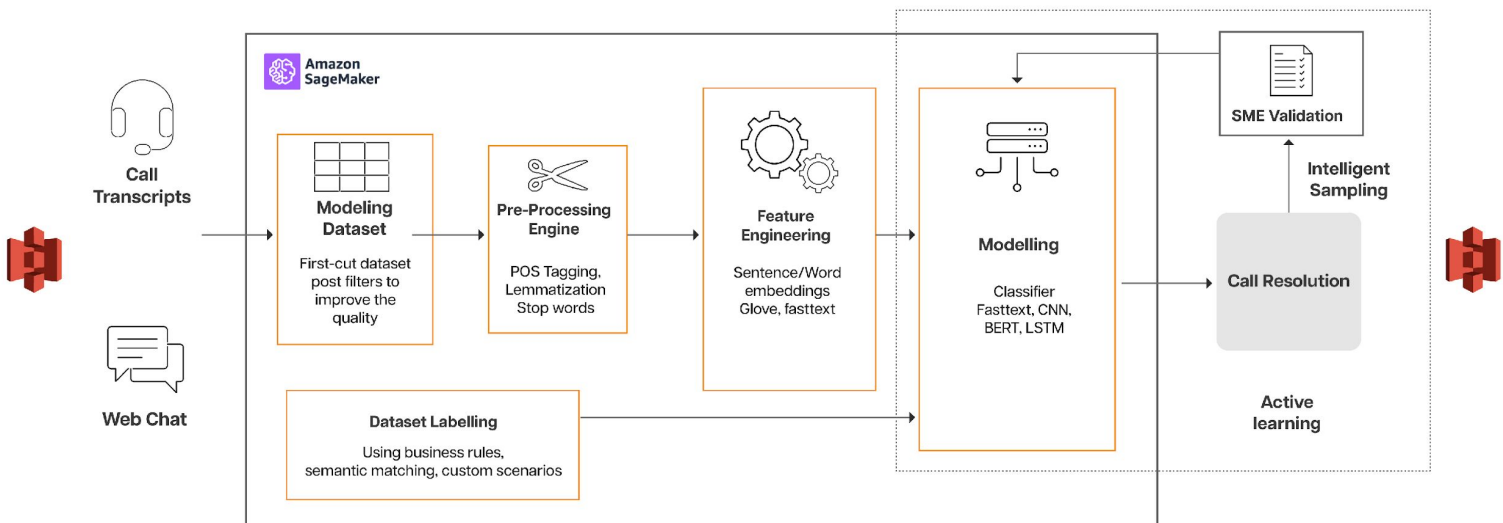 Amazon
SageMaker
Call
Transcripts
Web Chat
Modeling
Dataset
First-cut dataset
post filters to
improve the
quality
Pre-Processing
Engine
POS Tagging,
Lemmatization
Stop words
Feature
Engineering
Sentence/Word
embeddings
Glove, fasttext
Dataset Labelling
Using business rules,
semantic matching, custom scenarios
Modelling
Classifier
Fasttext, CNN,
BERT, LSTM
SME Validation
Intelligent
Sampling
Call Resolution
Active
learning